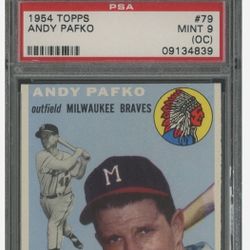 PSA
1954 TOPPS #79
ANDY PAFKO MINT 9
(OC)
09134839
ANDY PAFKO
outfield MILWAUKEE BRAVES
M